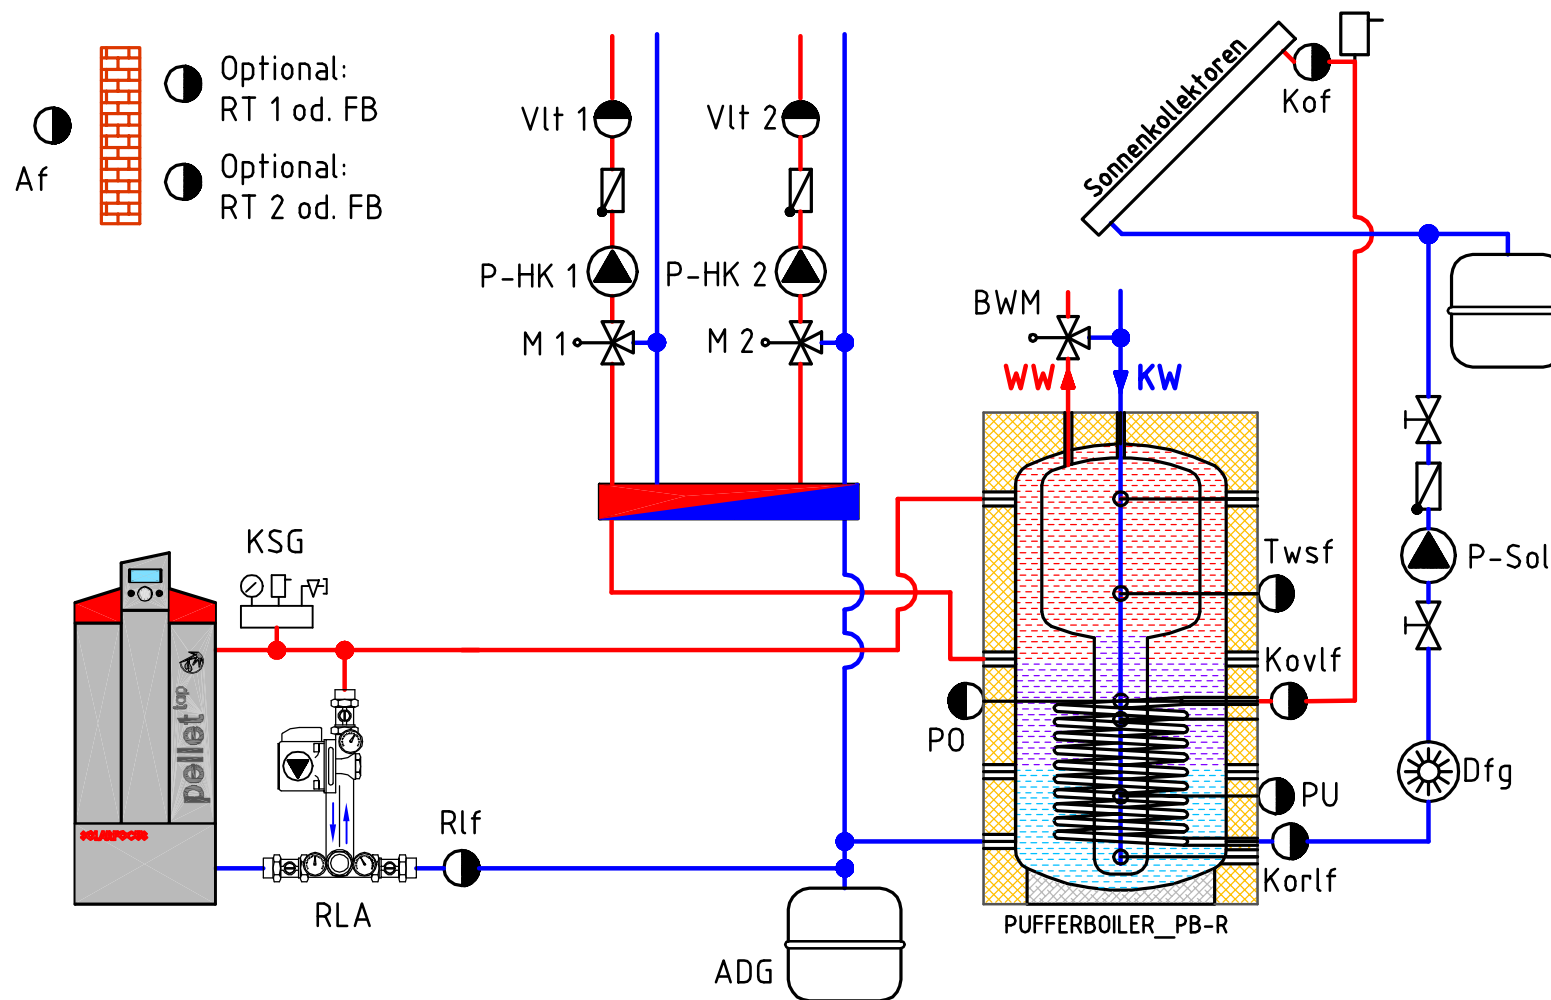 Optional:
RT 1 od. FB
Af
Optional:
RT 2 od. FB
Vlt 1
Vlt 2
P-HK 1
P-HK 2
M 1
M 2
Sonnenkollektoren
Kof
BWM
WW
KW
KSG
Twsf
P-Sol
Kovlf
PO
pellet top
Dfg
PU
SOLARFOCUS
Rlf
Korlf
RLA
PUFFERBOILER_PB-R
ADG